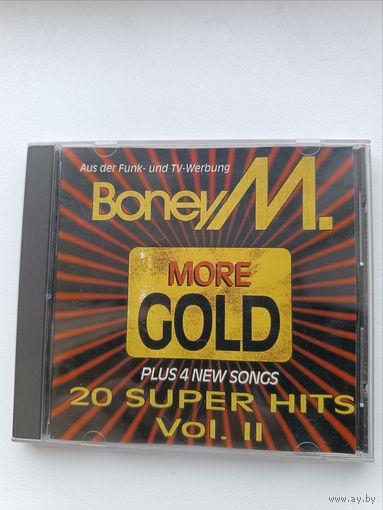 Aus der Funk- und TV-Werbung
Boney M.
MORE
GOLD
PLUS 4 NEW SONGS
20 SUPER HITS
Vol. II
www.ay.by